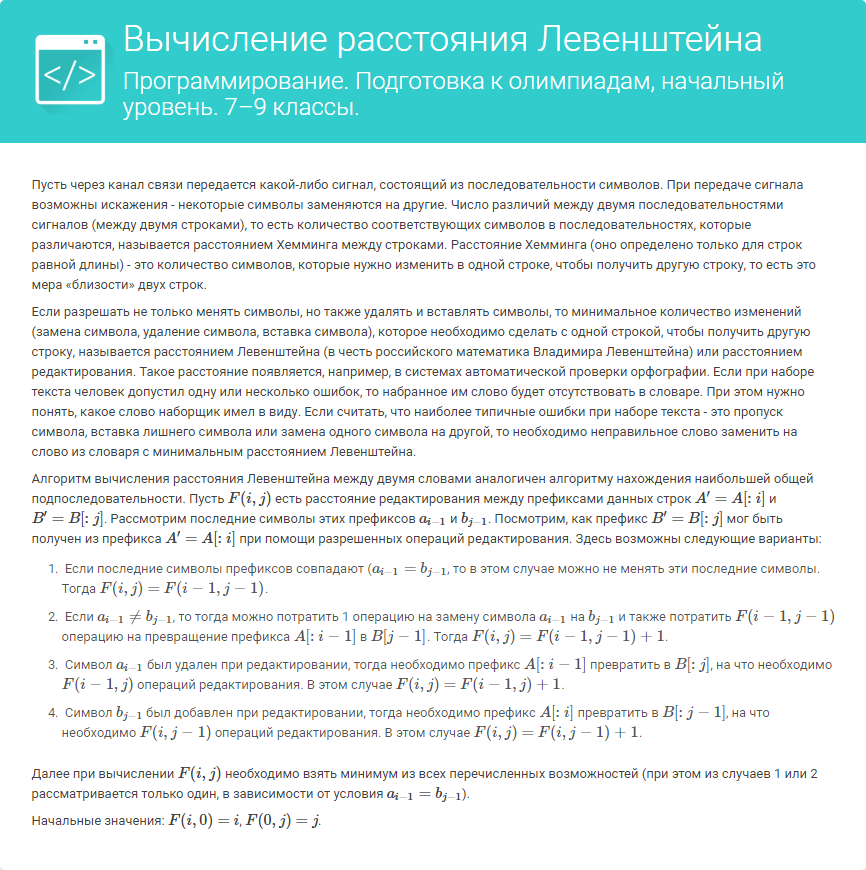 </>
Вычисление расстояния Левенштейна
Программирование. Подготовка к олимпиадам, начальный
уровень. 7–9 классы.
Пусть через канал связи передается какой-либо сигнал, состоящий из последовательности символов. При передаче сигнала
возможны искажения - некоторые символы заменяются на другие. Число различий между двумя последовательностями
сигналов (между двумя строками), то есть количество соответствующих символов в последовательностях, которые
различаются, называется расстоянием Хемминга между строками. Расстояние Хемминга (оно определено только для строк
равной длины) - это количество символов, которые нужно изменить в одной строке, чтобы получить другую строку, то есть это
мера «близости» двух строк.
Если разрешать не только менять символы, но также удалять и вставлять символы, то минимальное количество изменений
(замена символа, удаление символа, вставка символа), которое необходимо сделать с одной строкой, чтобы получить другую
строку, называется расстоянием Левенштейна (в честь российского математика Владимира Левенштейна) или расстоянием
редактирования. Такое расстояние появляется, например, в системах автоматической проверки орфографии. Если при наборе
текста человек допустил одну или несколько ошибок, то набранное им слово будет отсутствовать в словаре. При этом нужно
понять, какое слово наборщик имел в виду. Если считать, что наиболее типичные ошибки при наборе текста - это пропуск
символа, вставка лишнего символа или замена одного символа на другой, то необходимо неправильное слово заменить на
слово из словаря с минимальным расстоянием Левенштейна.
Алгоритм вычисления расстояния Левенштейна между двумя словами аналогичен алгоритму нахождения наибольшей общей
подпоследовательности. Пусть F(i, j) есть расстояние редактирования между префиксами данных строк A′ = A[: i] и
B′ = B[: j]. Рассмотрим последние символы этих префиксов aᵢ₋₁ и bⱼ₋₁. Посмотрим, как префикс B′ = B[: j] мог быть
получен из префикса A′ = A[: i] при помощи разрешенных операций редактирования. Здесь возможны следующие варианты:
1. Если последние символы префиксов совпадают (aᵢ₋₁ = bⱼ₋₁, то в этом случае можно не менять эти последние символы.
Тогда F(i, j) = F(i − 1, j − 1).
2. Если aᵢ₋₁ ≠ bⱼ₋₁, то тогда можно потратить 1 операцию на замену символа aᵢ₋₁ на bⱼ₋₁ и также потратить F(i − 1, j − 1)
операцию на превращение префикса A[: i − 1] в B[j − 1]. Тогда F(i, j) = F(i − 1, j − 1) + 1.
3. Символ aᵢ₋₁ был удален при редактировании, тогда необходимо префикс A[: i − 1] превратить в B[: j], на что необходимо
F(i − 1, j) операций редактирования. В этом случае F(i, j) = F(i − 1, j) + 1.
4. Символ bⱼ₋₁ был добавлен при редактировании, тогда необходимо префикс A[: i] превратить в B[: j − 1], на что
необходимо F(i, j − 1) операций редактирования. В этом случае F(i, j) = F(i, j − 1) + 1.
Далее при вычислении F(i, j) необходимо взять минимум из всех перечисленных возможностей (при этом из случаев 1 или 2
рассматривается только один, в зависимости от условия aᵢ₋₁ = bⱼ₋₁).
Начальные значения: F(i, 0) = i, F(0, j) = j.